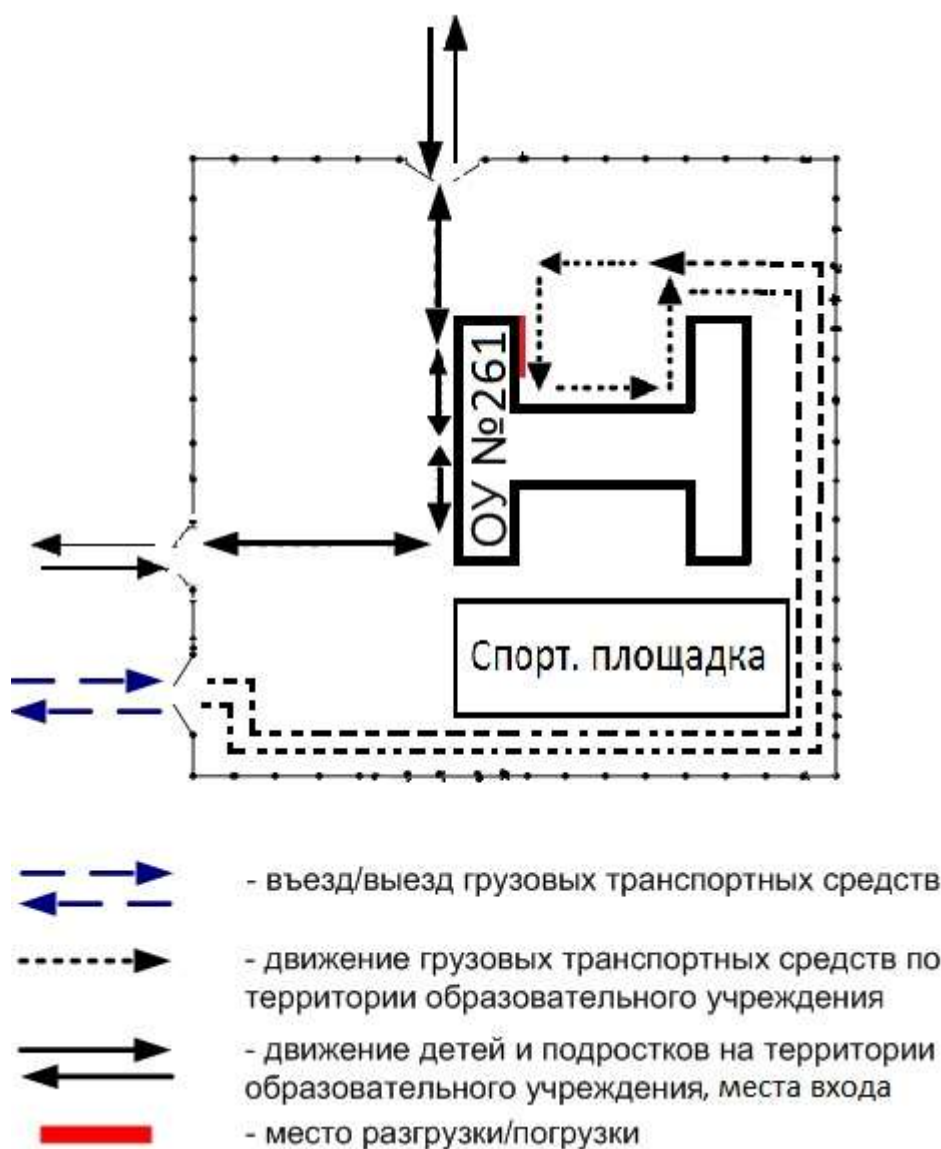 ОУ №261
Спорт. площадка
- въезд/выезд грузовых транспортных средств
- движение грузовых транспортных средств по
территории образовательного учреждения
- движение детей и подростков на территории
образовательного учреждения, места входа
- место разгрузки/погрузки